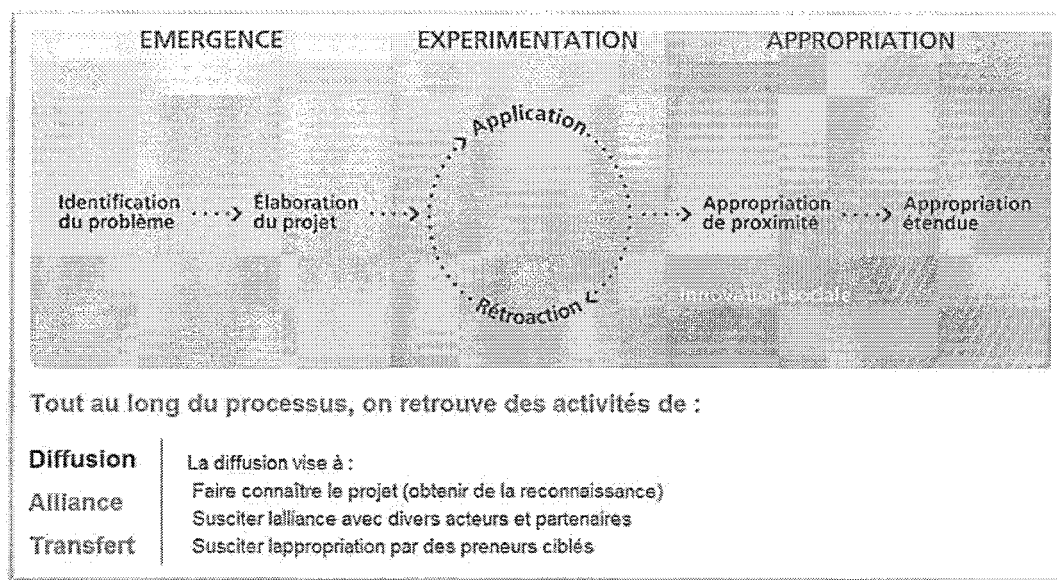 EMERGENCE EXPERIMENTATION APPROPRIATION
Application
Identification
du problème
Élaboration
du projet
Appropriation
de proximité
Appropriation
étendue
Rétroaction
Innovation sociale
Tout au long du processus, on retrouve des activités de :
Diffusion
Alliance
Transfert
La diffusion vise à :
Faire connaître le projet (obtenir de la reconnaissance)
Susciter lalliance avec divers acteurs et partenaires
Susciter lappropriation par des preneurs ciblés